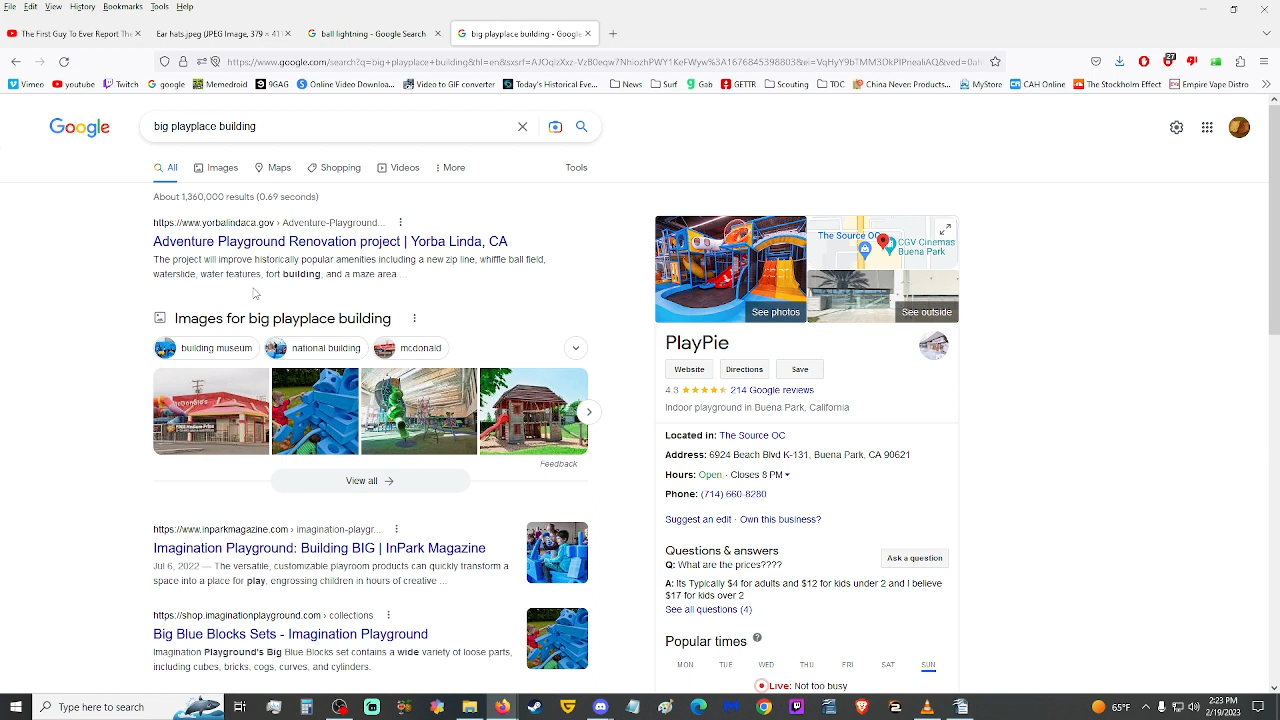 File Edit View History Bookmarks Tools Help
The First Guy To Ever Report The
Ear hats.jpg (JPEG Image, 379 × 41
ball lightning - Google Search
big playplace building - Google
https://www.google.com/search?q=big+playplace+building
Vimeo youtube Twitch google Memedroid 9GAG Online Video Download... Video to GIF converter Today's Historical Eve... News Surf Gab GETTR Scouting TOC China Never: Products... MyStore CAH Online The Stockholm Effect Empire Vape Distro
Google
big playplace building
All Images Maps Shopping Videos More Tools
About 1,360,000 results (0.69 seconds)
https://www.yorbalindaca.gov › Adventure-Playground...
Adventure Playground Renovation project | Yorba Linda, CA
The project will include historically popular amenities including a new zip line, whiffle ball field,
waterslide, water features, fort building, and a maze area ...
Images for big playplace building
building museum national building mcdonald
McDonald's
Feedback
View all
https://www.inparkmagazine.com › imagination-playgr...
Imagination Playground: Building BIG | InPark Magazine
Jul 6, 2022 — The versatile, customizable playroom products can quickly transform a
space into a place for play, engrossing children in hours of creative ...
https://shop.imaginationplayground.com › collections
Big Blue Blocks Sets - Imagination Playground
Imagination Playground's Big Blue Blocks set contains a wide variety of loose parts,
including cubes, bricks, cogs, curves, and cylinders.
The Source OC
CGV Cinemas
Buena Park
See photos
See outside
PlayPie
Website Directions Save
4.3 214 Google reviews
Indoor playground in Buena Park, California
Located in: The Source OC
Address: 6924 Beach Blvd K-131, Buena Park, CA 90621
Hours: Open · Closes 8 PM
Phone: (714) 660-8280
Suggest an edit · Own this business?
Questions & answers
Ask a question
Q: What are the prices????
A: Its Typically $4 for adults and $12 for kids under 2 and I believe
$17 for kids over 2
See all questions (4)
Popular times
MON TUE WED THU FRI SAT SUN
Live: Not too busy
Type here to search
65°F
2:23 PM
2/19/2023